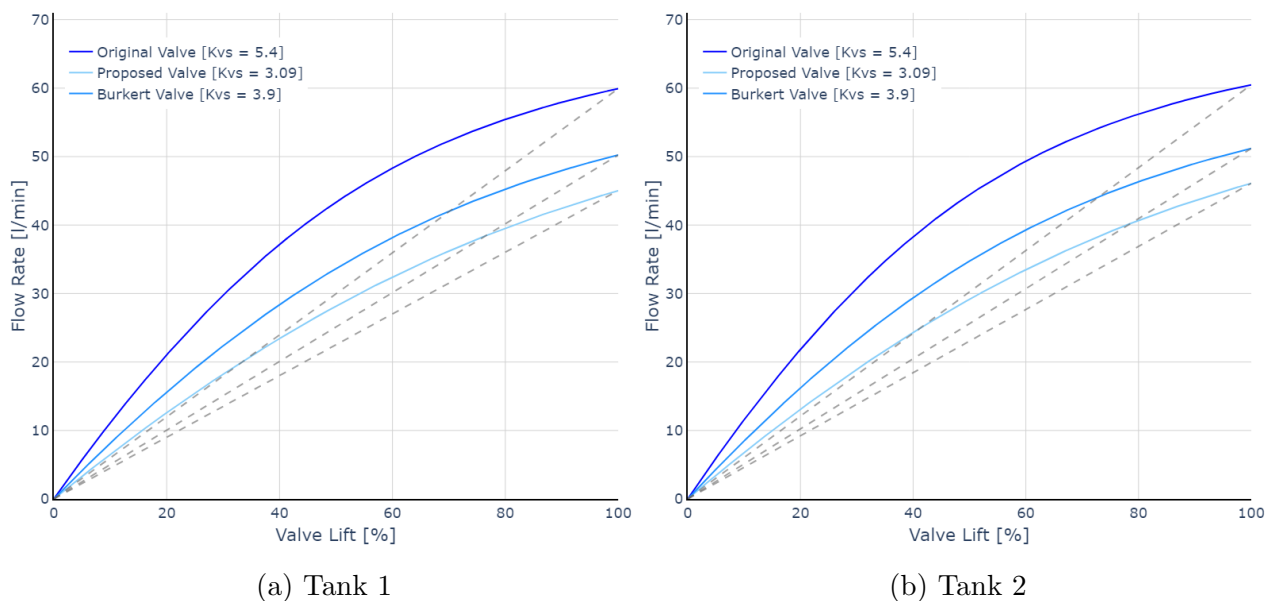 70
60
50
40
30
20
10
0
Flow Rate [l/min]
Original Valve [Kvs = 5.4]
Proposed Valve [Kvs = 3.09]
Burkert Valve [Kvs = 3.9]
0 20 40 60 80 100
Valve Lift [%]
(a) Tank 1
70
60
50
40
30
20
10
0
Flow Rate [l/min]
Original Valve [Kvs = 5.4]
Proposed Valve [Kvs = 3.09]
Burkert Valve [Kvs = 3.9]
0 20 40 60 80 100
Valve Lift [%]
(b) Tank 2